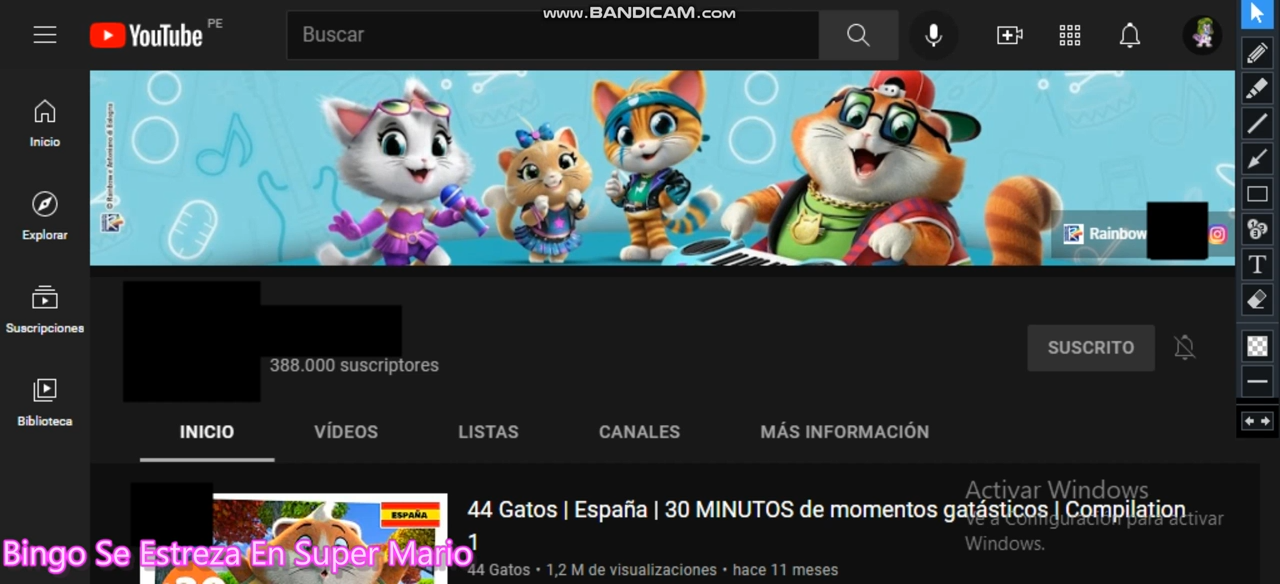 www.BANDICAM.com
YouTube PE
Buscar
Inicio
Explorar
Suscripciones
Biblioteca
Rainbow
388.000 suscriptores
SUSCRITO
INICIO
VÍDEOS
LISTAS
CANALES
MÁS INFORMACIÓN
ESPAÑA
44 Gatos | España | 30 MINUTOS de momentos gatásticos | Compilation
1
44 Gatos • 1,2 M de visualizaciones • hace 11 meses
Activar Windows
Ve a Configuración para activar
Windows.
Bingo Se Estreza En Super Mario
T